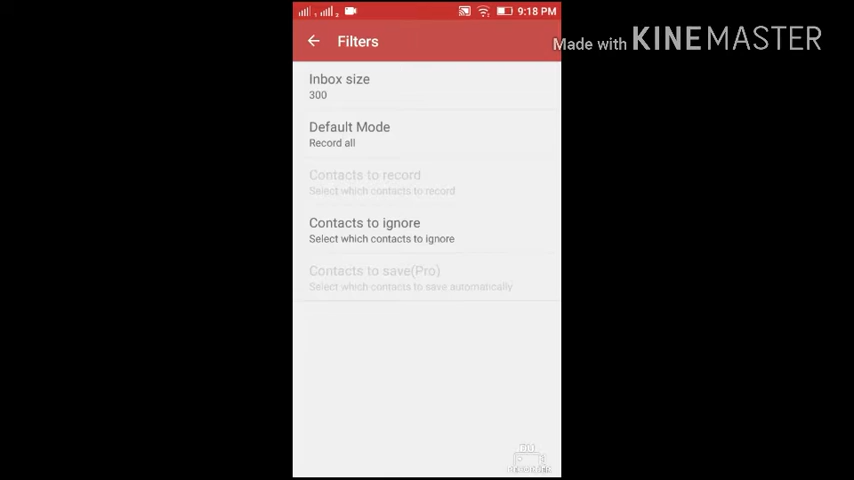 9:18 PM
Filters
Made with KINEMASTER
Inbox size
300
Default Mode
Record all
Contacts to record
Select which contacts to record
Contacts to ignore
Select which contacts to ignore
Contacts to save(Pro)
Select which contacts to save automatically